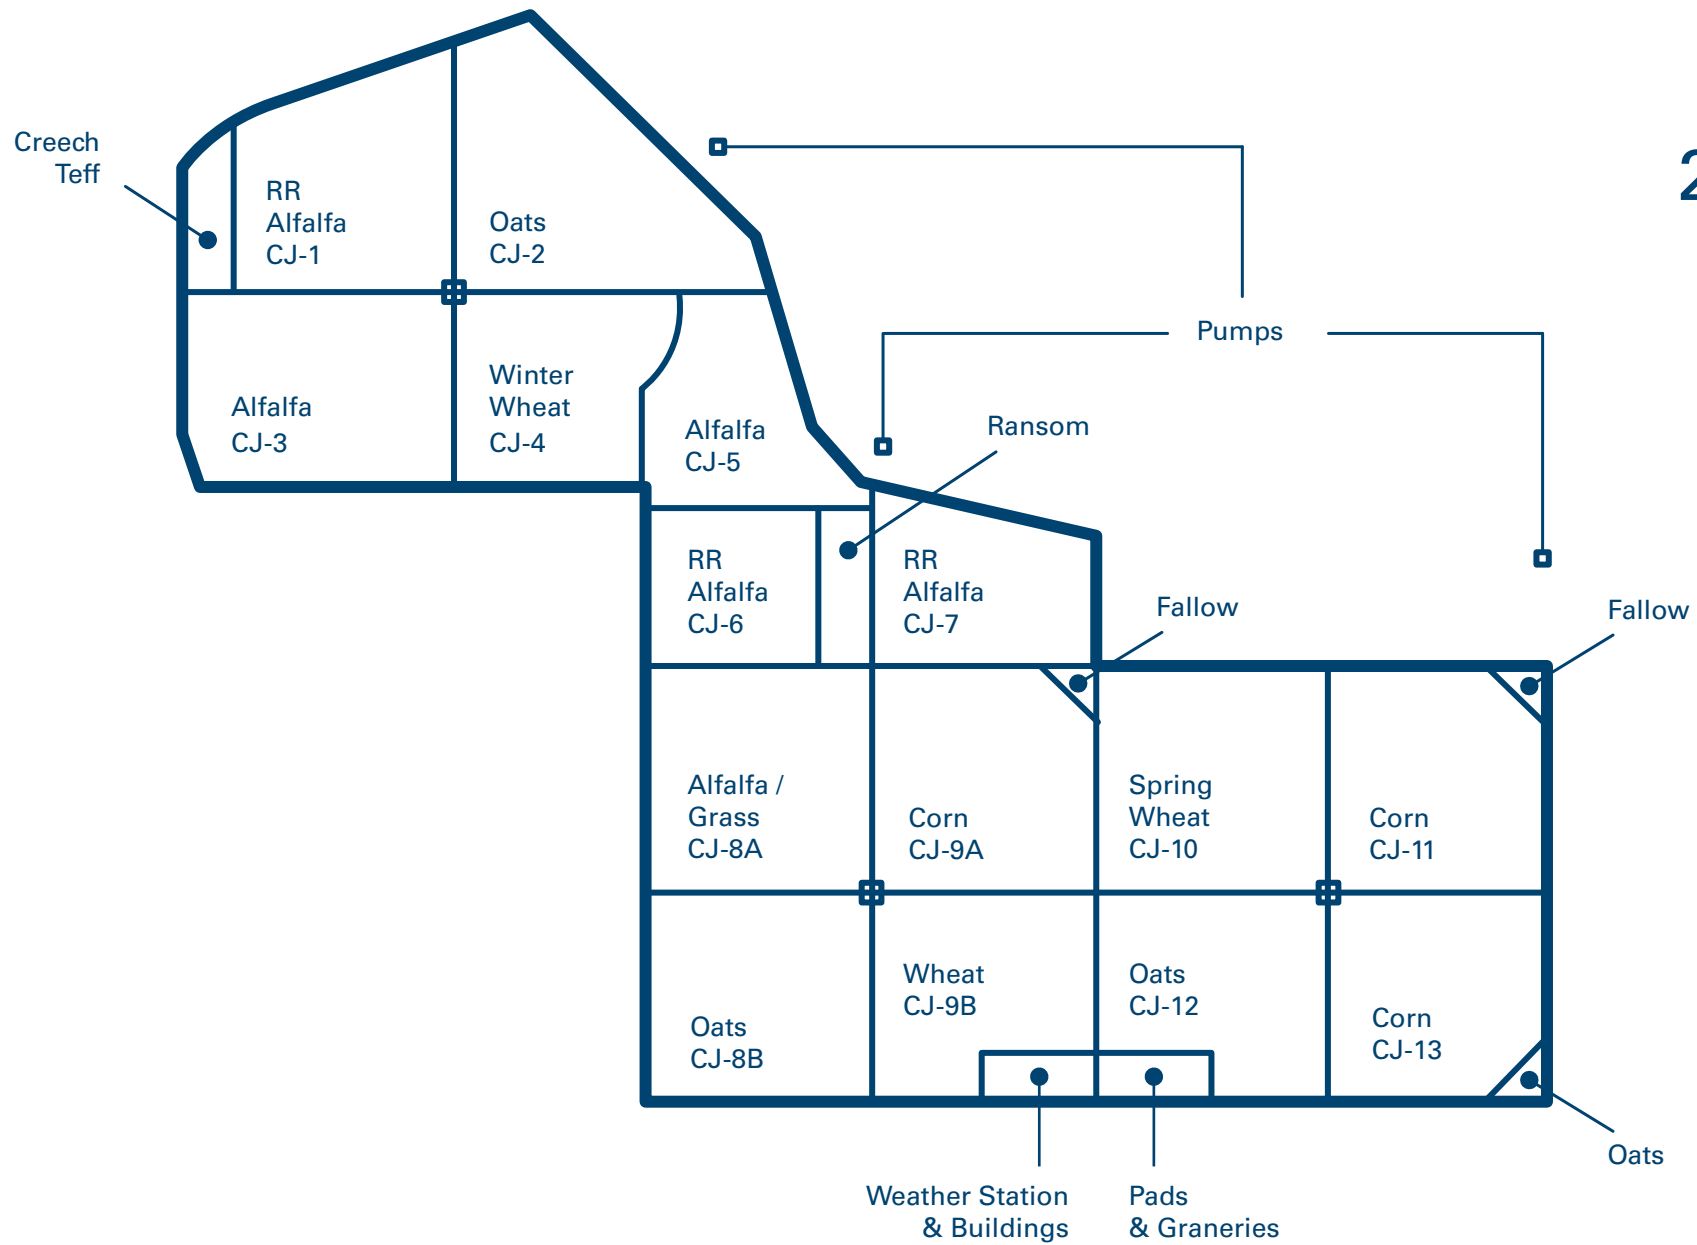 Creech
Teff
RR
Alfalfa
CJ-1
Oats
CJ-2
2
Pumps
Alfalfa
CJ-3
Winter
Wheat
CJ-4
Alfalfa
CJ-5
Ransom
RR
Alfalfa
CJ-6
RR
Alfalfa
CJ-7
Fallow
Fallow
Alfalfa /
Grass
CJ-8A
Corn
CJ-9A
Spring
Wheat
CJ-10
Corn
CJ-11
Oats
CJ-8B
Wheat
CJ-9B
Oats
CJ-12
Corn
CJ-13
Oats
Weather Station
& Buildings
Pads
& Graneries